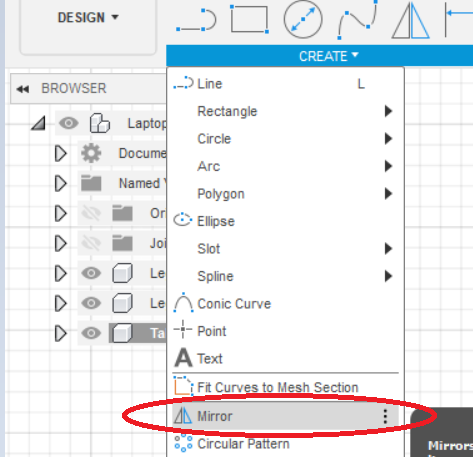 DESIGN
CREATE
BROWSER
Laptop
Docume
Named V
Or
Joi
Le
Le
Ta
Line L
Rectangle
Circle
Arc
Polygon
Ellipse
Slot
Spline
Conic Curve
Point
Text
Fit Curves to Mesh Section
Mirror
Circular Pattern
Mirrors